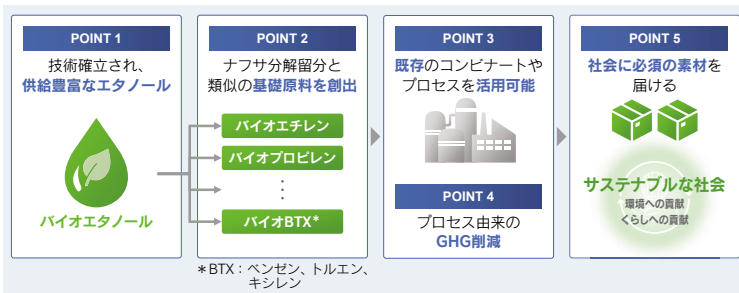 POINT 1
技術確立され、
供給豊富なエタノール
バイオエタノール
POINT 2
ナフサ分解留分と
類似の基礎原料を創出
バイオエチレン
バイオプロピレン
⋮
バイオBTX*
*BTX：ベンゼン、トルエン、
キシレン
POINT 3
既存のコンビナートや
プロセスを活用可能
POINT 4
プロセス由来の
GHG削減
POINT 5
社会に必須の素材を
届ける
サステナブルな社会
環境への貢献
くらしへの貢献